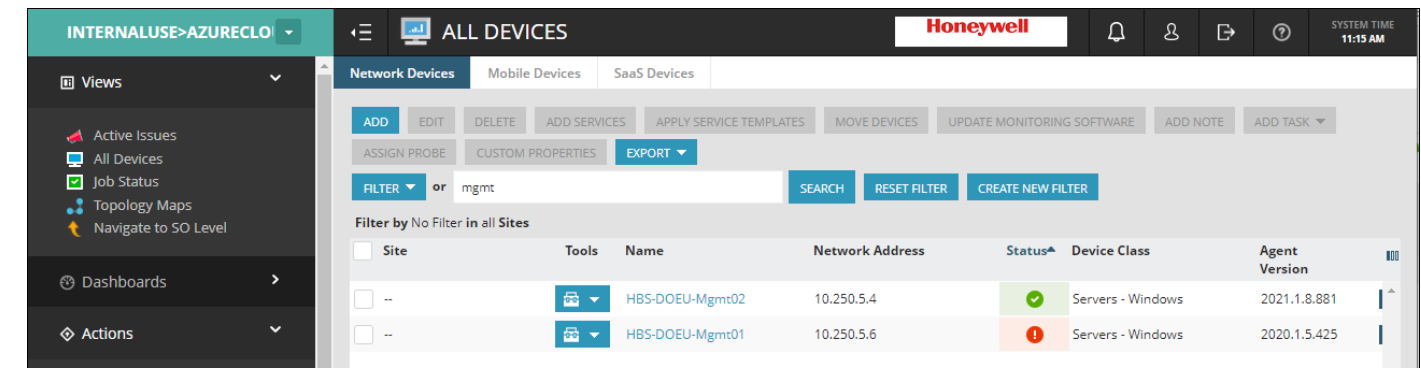 INTERNALUSE>AZURECLO
ALL DEVICES
Honeywell
SYSTEM TIME
11:15 AM
Views
Active Issues
All Devices
Job Status
Topology Maps
Navigate to SO Level
Dashboards
Actions
Network Devices Mobile Devices SaaS Devices
ADD EDIT DELETE ADD SERVICES APPLY SERVICE TEMPLATES MOVE DEVICES UPDATE MONITORING SOFTWARE ADD NOTE ADD TASK
ASSIGN PROBE CUSTOM PROPERTIES EXPORT
FILTER or mgmt SEARCH RESET FILTER CREATE NEW FILTER
Filter by No Filter in all Sites
Site Tools Name Network Address Status Device Class Agent
Version
-- HBS-DOEU-Mgmt02 10.250.5.4 Servers - Windows 2021.1.8.881
-- HBS-DOEU-Mgmt01 10.250.5.6 Servers - Windows 2020.1.5.425